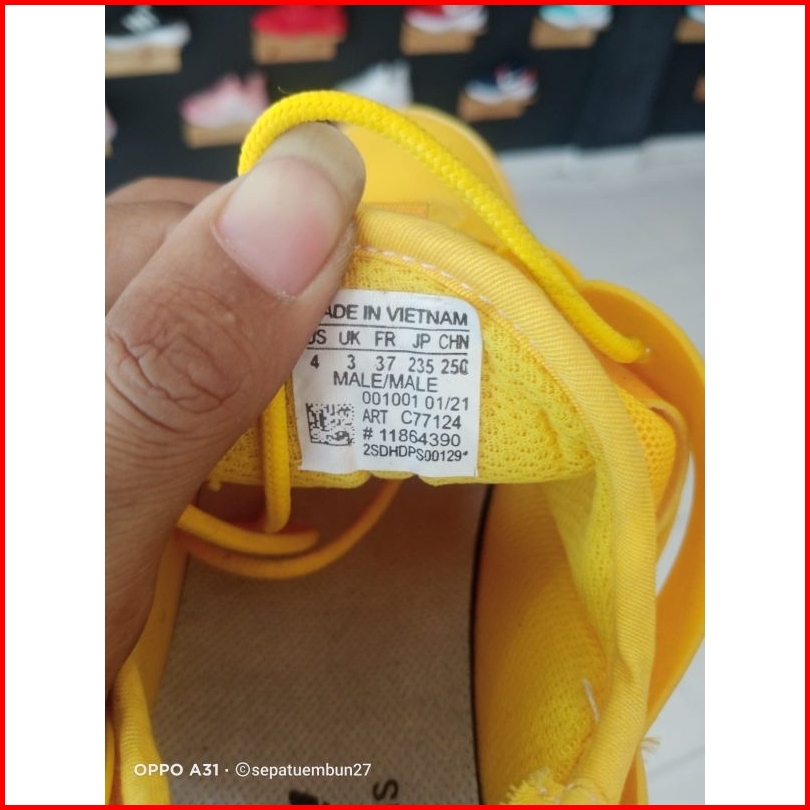 ADE IN VIETNAM
US UK FR JP CHN
4 3 37 235 250
MALE/MALE
001001 01/21
ART C77124
# 11864390
2SDHDPS00129*
OPPO A31 · ©sepatuembun27
S